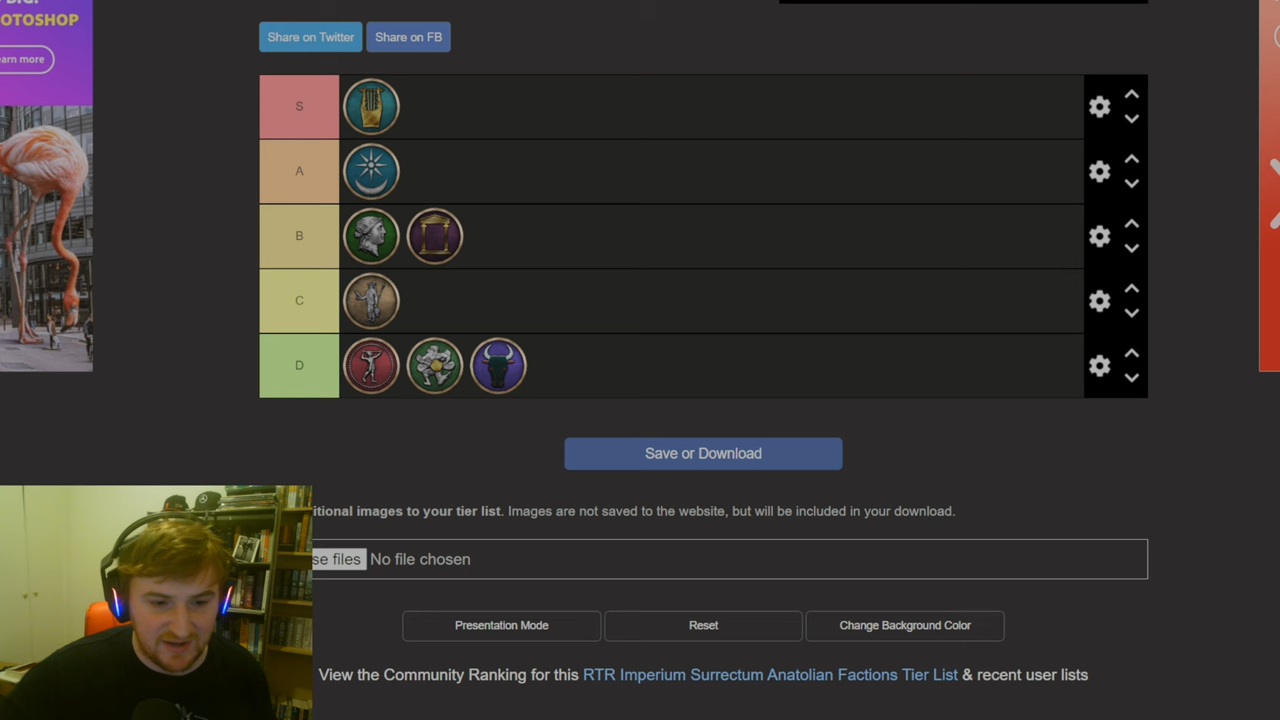 OTOSHOP
earn more
Share on Twitter
Share on FB
S
A
B
C
D
Save or Download
itional images to your tier list. Images are not saved to the website, but will be included in your download.
se files No file chosen
Presentation Mode
Reset
Change Background Color
View the Community Ranking for this RTR Imperium Surrectum Anatolian Factions Tier List & recent user lists